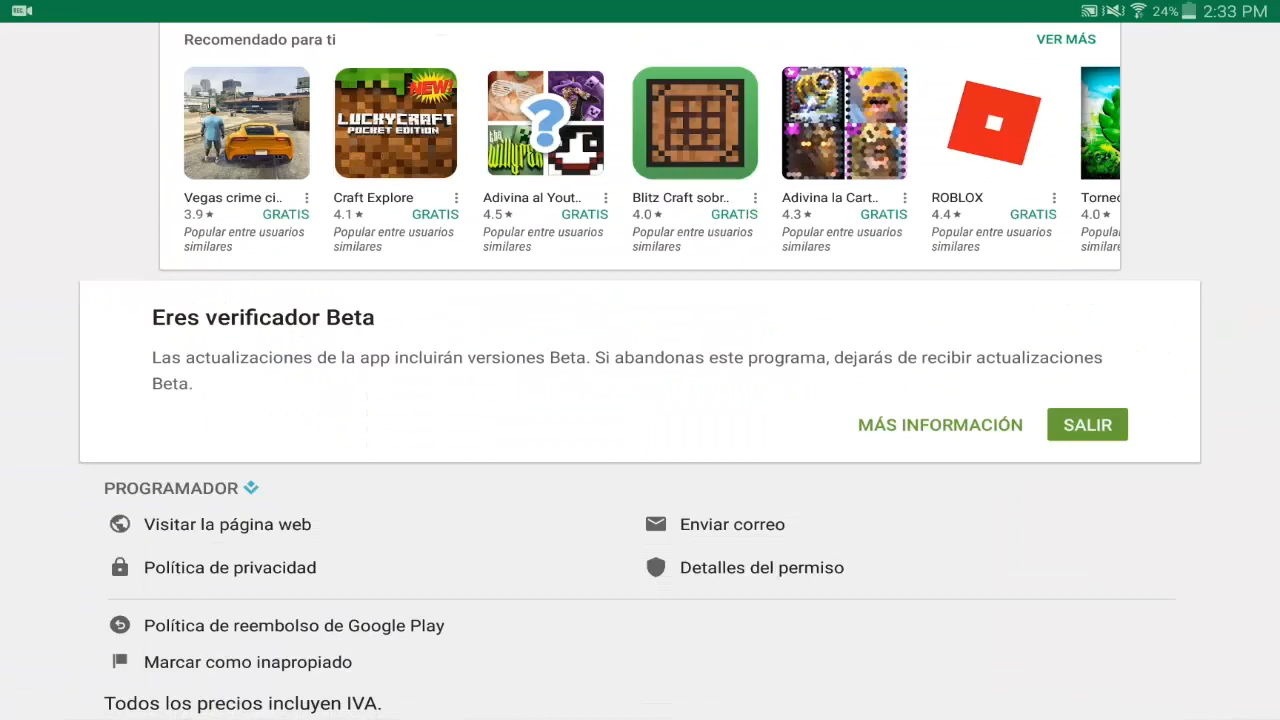 REC
24% 2:33 PM
Recomendado para ti
VER MÁS
NEW!
LUCKYCRAFT
POCKET EDITION
the
willyrex
Vegas crime ci..
Craft Explore
Adivina al Yout..
Blitz Craft sobr..
Adivina la Cart..
ROBLOX
Torneo
3.9★ GRATIS
4.1★ GRATIS
4.5★ GRATIS
4.0★ GRATIS
4.3★ GRATIS
4.4★ GRATIS
4.0★
Popular entre usuarios
similares
Popular entre usuarios
similares
Popular entre usuarios
similares
Popular entre usuarios
similares
Popular entre usuarios
similares
Popular entre usuarios
similares
Eres verificador Beta
Las actualizaciones de la app incluirán versiones Beta. Si abandonas este programa, dejarás de recibir actualizaciones
Beta.
MÁS INFORMACIÓN
SALIR
PROGRAMADOR
Visitar la página web
Enviar correo
Política de privacidad
Detalles del permiso
Política de reembolso de Google Play
Marcar como inapropiado
Todos los precios incluyen IVA.